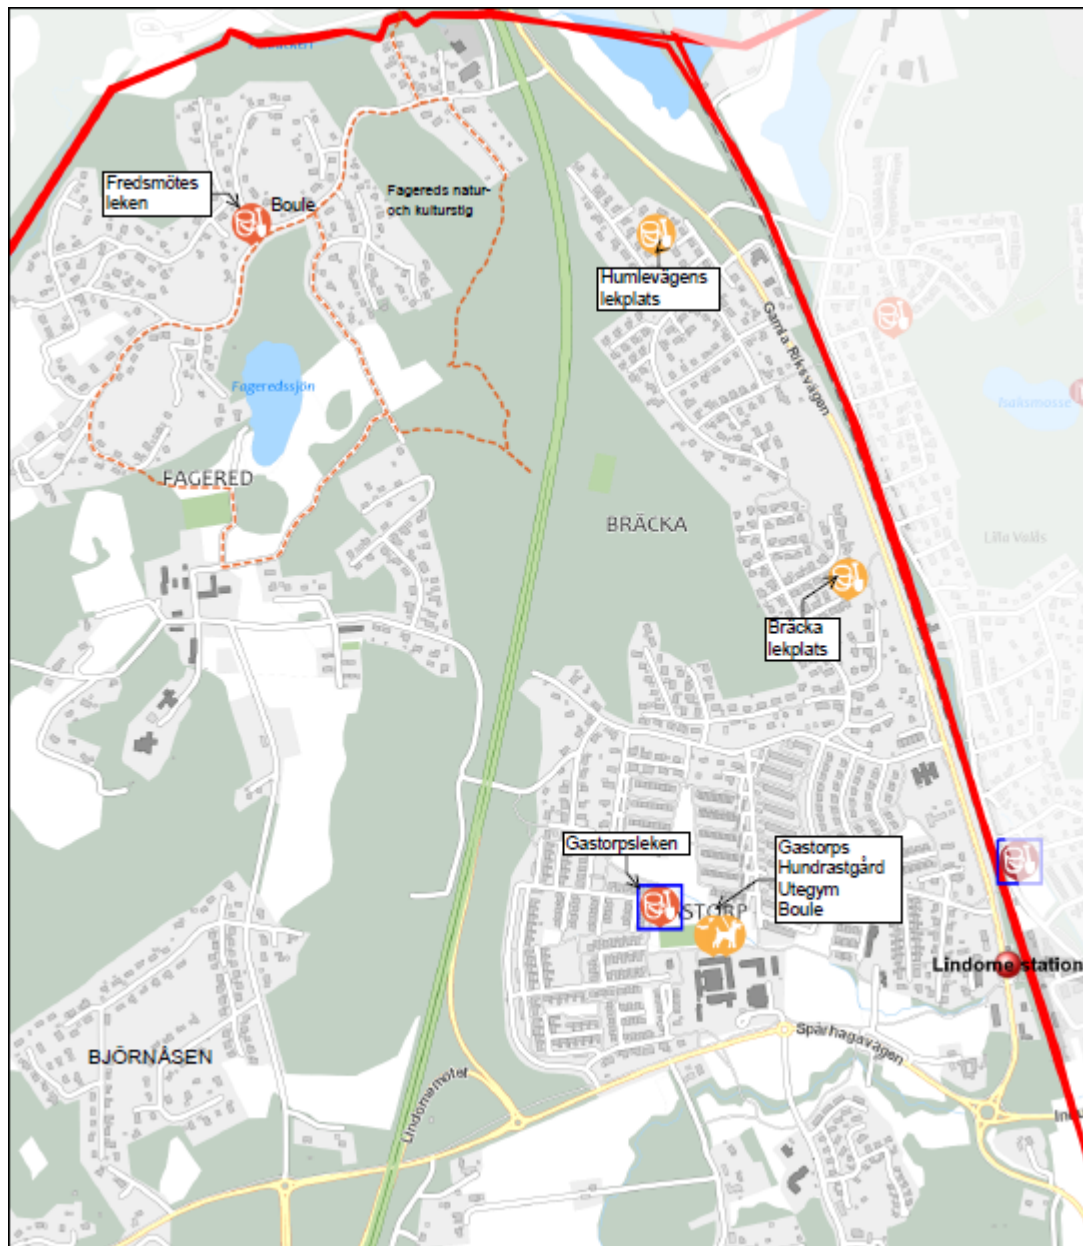 Fredsmötes
leken
Boule
Fagereds natur-
och kulturstig
Humlevägens
lekplats
Gamla Riksvägen
Fageredssjön
Isaksmosse
FAGERED
BRÄCKA
Lilla Valås
Bräcka
lekplats
Gastorpsleken
Gastorps
Hundrastgård
Utegym
Boule
STORP
Lindome station
Spårhagavägen
BJÖRNÅSEN
Lindomemotet